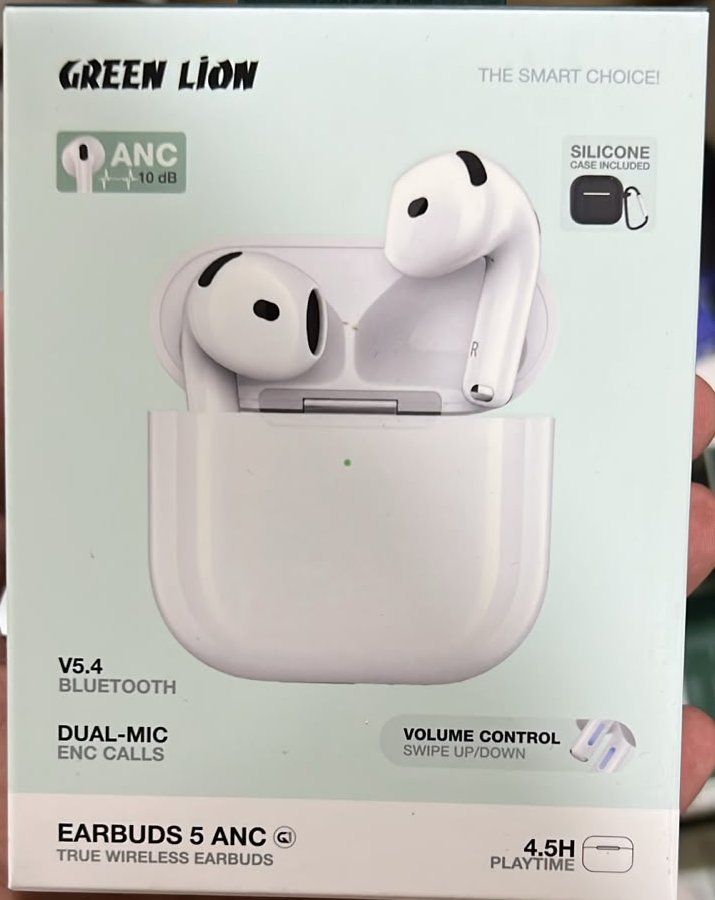 GREEN LiON
THE SMART CHOICE!
ANC
10 dB
SILICONE
CASE INCLUDED
R
V5.4
BLUETOOTH
DUAL-MIC
ENC CALLS
VOLUME CONTROL
SWIPE UP/DOWN
EARBUDS 5 ANC
TRUE WIRELESS EARBUDS
4.5H
PLAYTIME